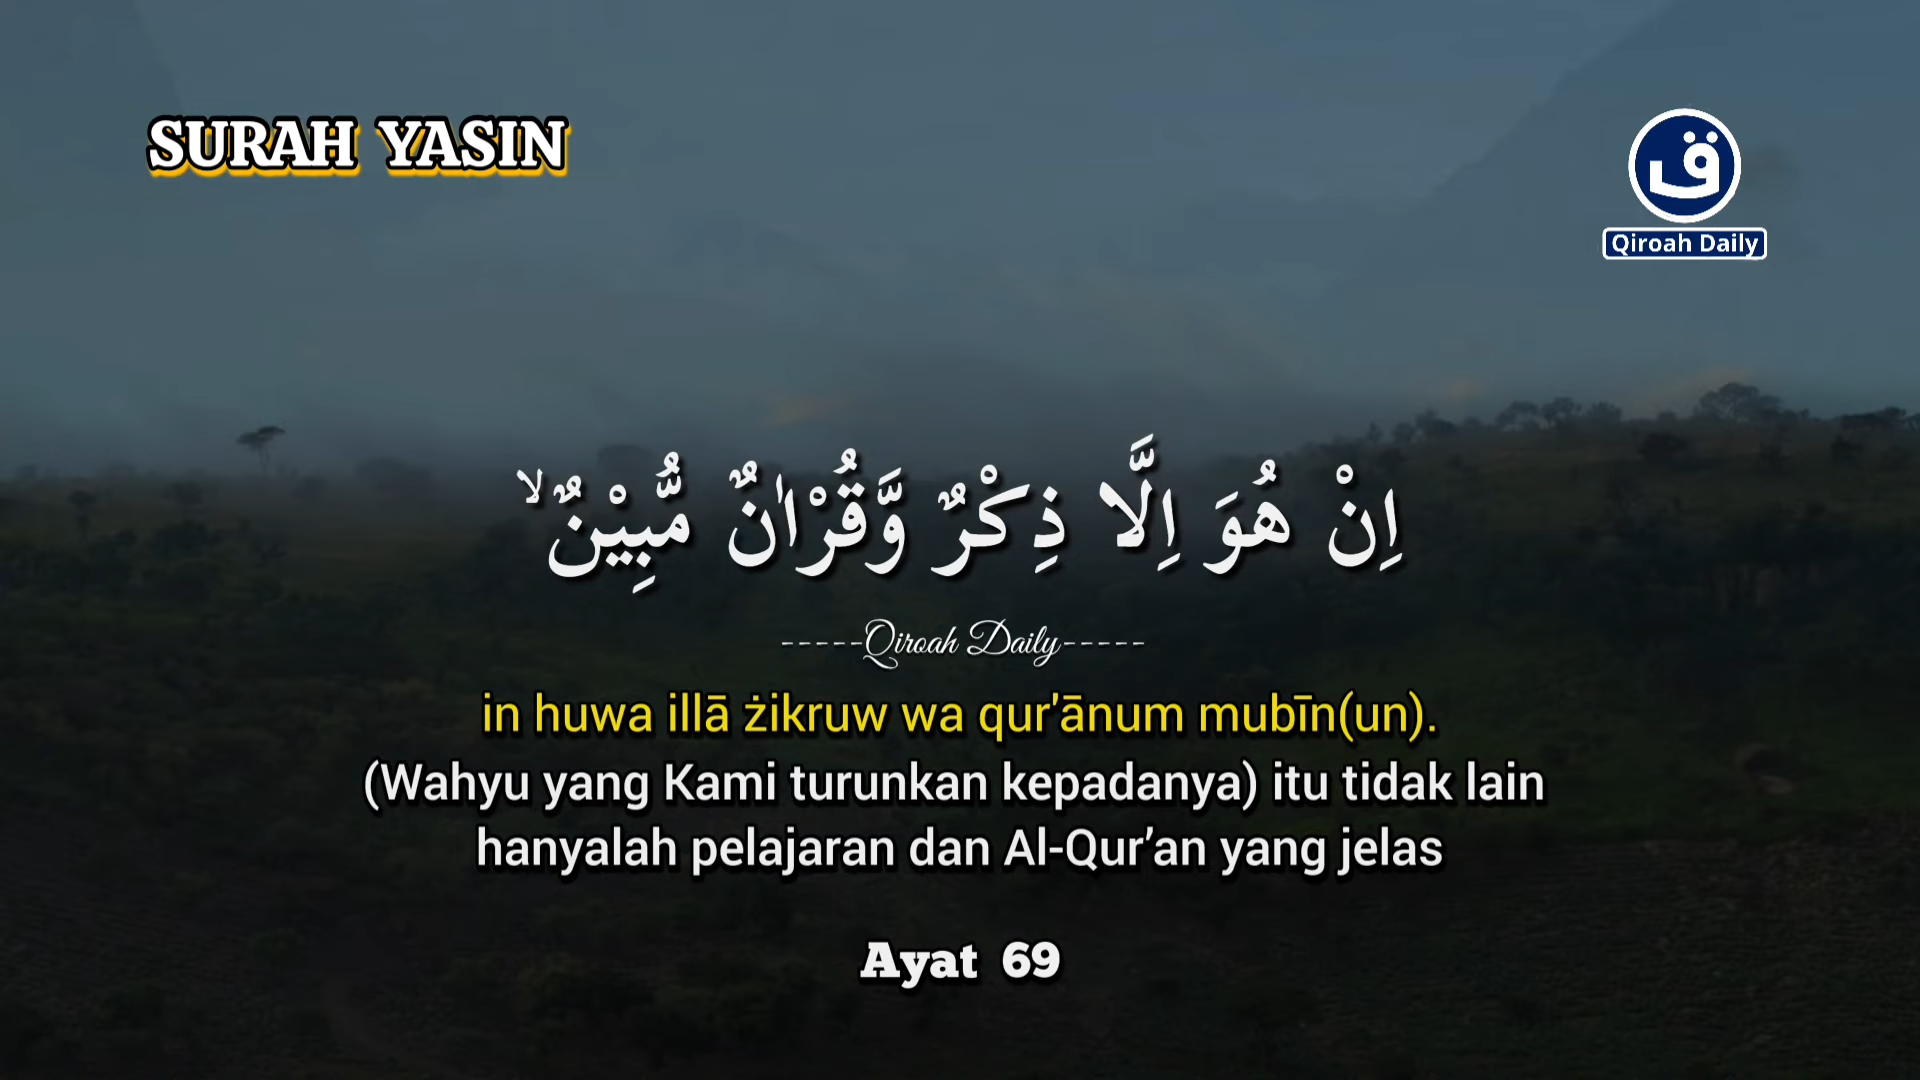 SURAH YASIN
ق
Qiroah Daily
اِنْ هُوَ اِلَّا ذِكْرٌ وَّقُرْاٰنٌ مُّبِيْنٌ ۙ
-----Qiroah Daily-----
in huwa illā żikruw wa qur'ānum mubīn(un).
(Wahyu yang Kami turunkan kepadanya) itu tidak lain
hanyalah pelajaran dan Al-Qur’an yang jelas
Ayat 69